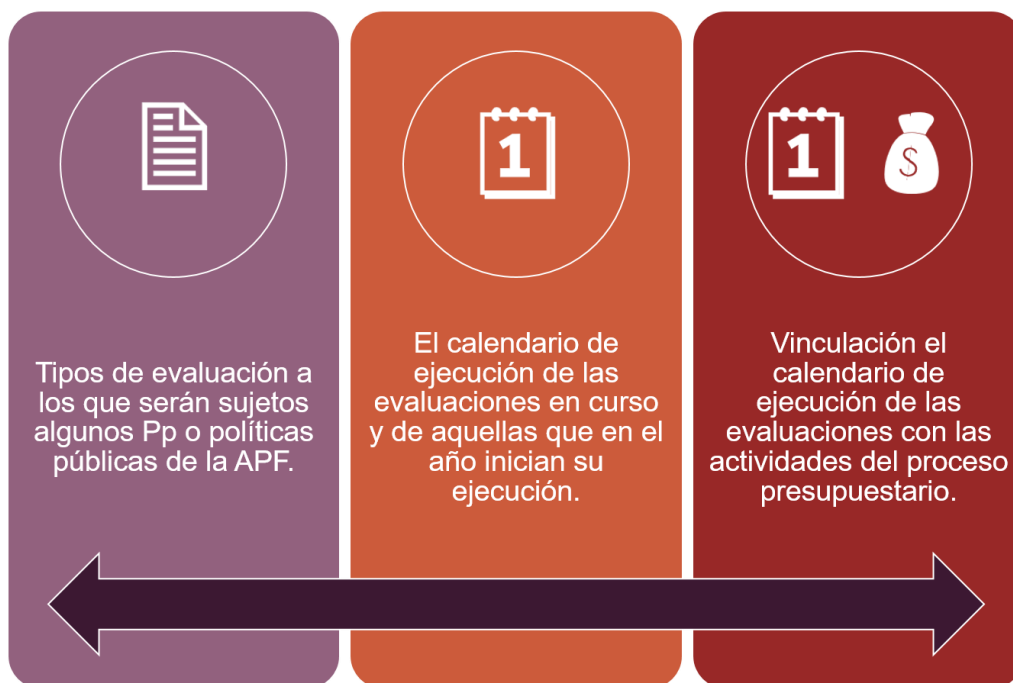 1
1
$
Tipos de evaluación a
los que serán sujetos
algunos Pp o políticas
públicas de la APF.
El calendario de
ejecución de las
evaluaciones en curso
y de aquellas que en el
año inician su
ejecución.
Vinculación el
calendario de
ejecución de las
evaluaciones con las
actividades del proceso
presupuestario.